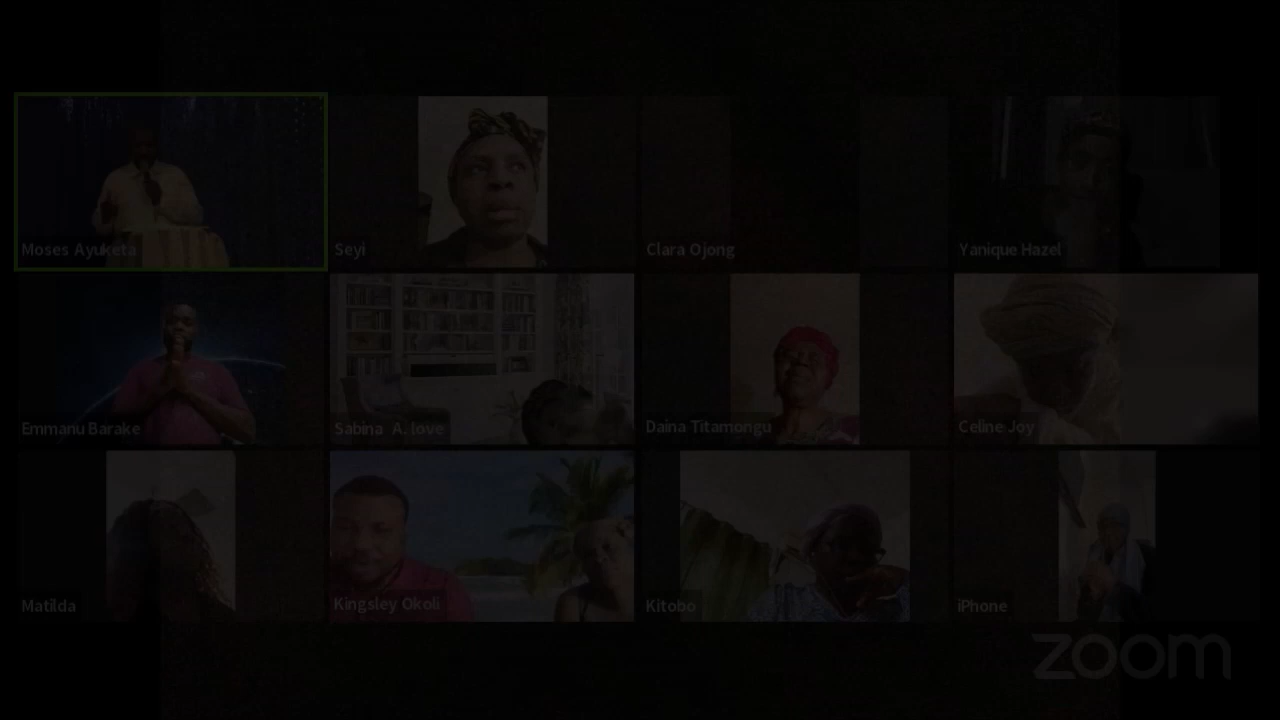 Moses Ayuketa
Seyi
Clara Ojong
Yanique Hazel
Emmanu Barake
Sabina A. love
Daina Titamongu
Celine Joy
Matilda
Kingsley Okoli
Kitobo
iPhone
zoom